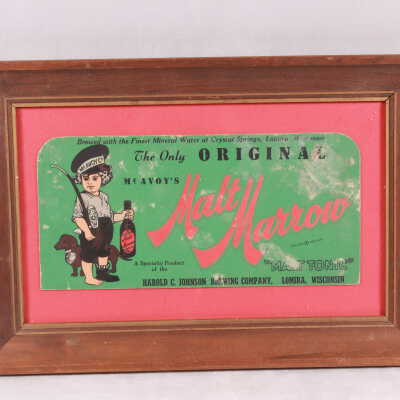 Brewed with the Finest Mineral Water at Crystal Springs, Lomira
The Only ORIGINAL
McAVOY'S
McAVOY'S
Malt
Marrow
"MALT TONIC"
A Specialty Product
of the
HAROLD C. JOHNSON BREWING COMPANY, LOMIRA, WISCONSIN